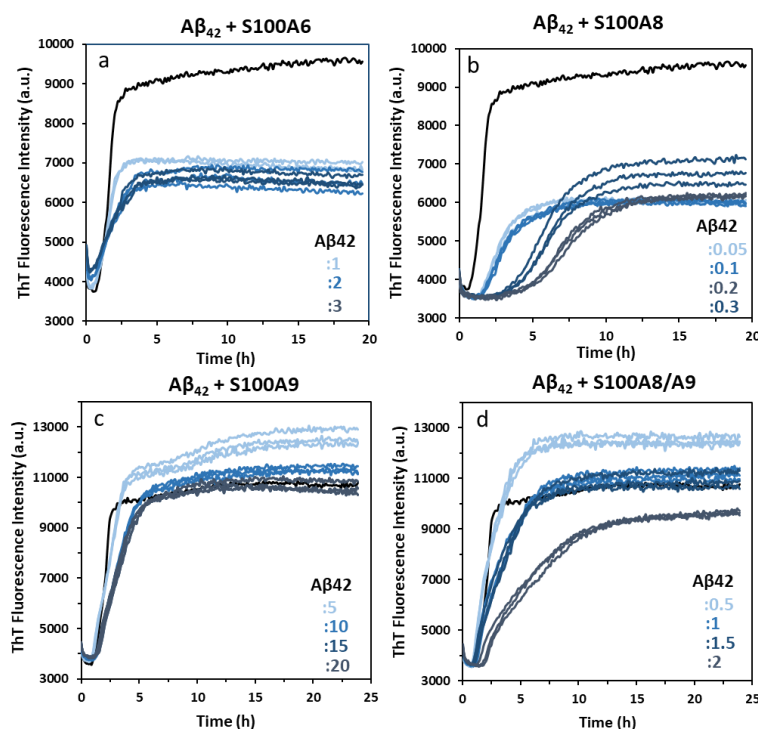 Aβ₄₂ + S100A6
a
ThT Fluorescence Intensity (a.u.)
10000
9000
8000
7000
6000
5000
4000
3000
0 5 10 15 20
Time (h)
Aβ42
:1
:2
:3
Aβ₄₂ + S100A8
b
ThT Fluorescence Intensity (a.u.)
10000
9000
8000
7000
6000
5000
4000
3000
0 5 10 15 20
Time (h)
Aβ42
:0.05
:0.1
:0.2
:0.3
Aβ₄₂ + S100A9
c
ThT Fluorescence Intensity (a.u.)
13000
11000
9000
7000
5000
3000
0 5 10 15 20 25
Time (h)
Aβ42
:5
:10
:15
:20
Aβ₄₂ + S100A8/A9
d
ThT Fluorescence Intensity (a.u.)
13000
11000
9000
7000
5000
3000
0 5 10 15 20 25
Time (h)
Aβ42
:0.5
:1
:1.5
:2